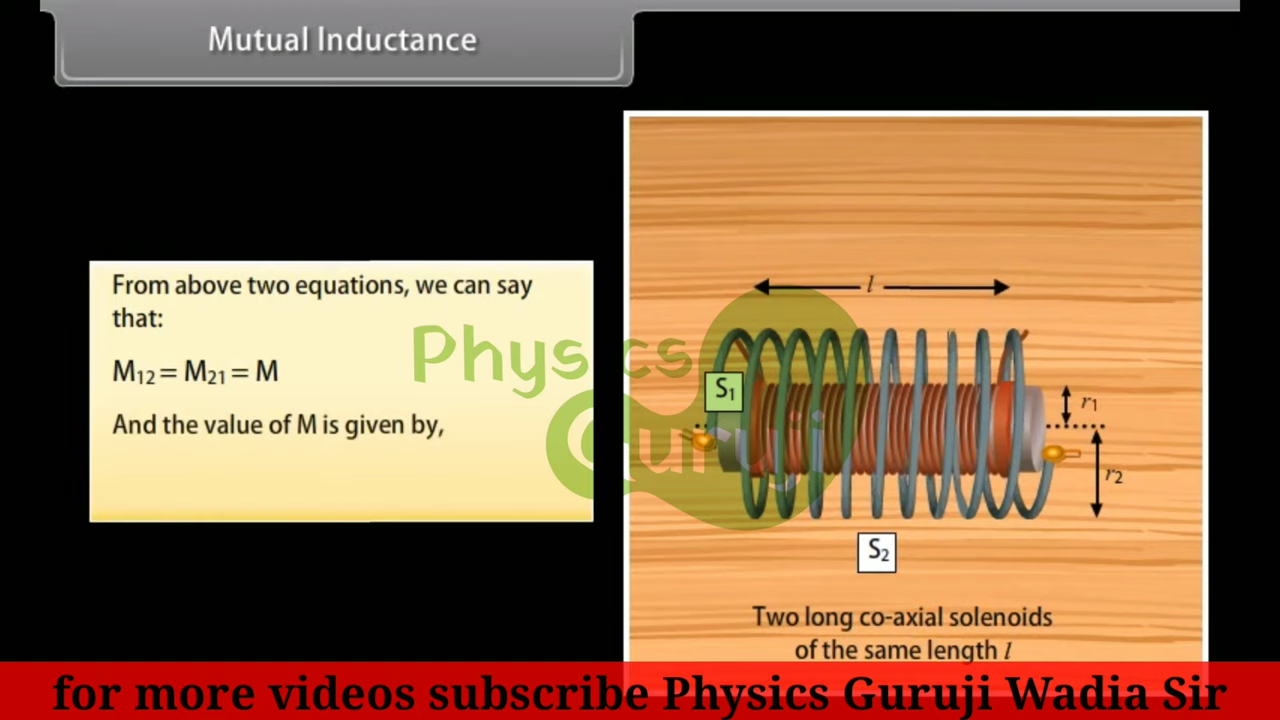 Mutual Inductance
From above two equations, we can say
that:
M₁₂ = M₂₁ = M
And the value of M is given by,
Physics
Guruji
l
S₁
r₁
r₂
S₂
Two long co-axial solenoids
of the same length l
for more videos subscribe Physics Guruji Wadia Sir